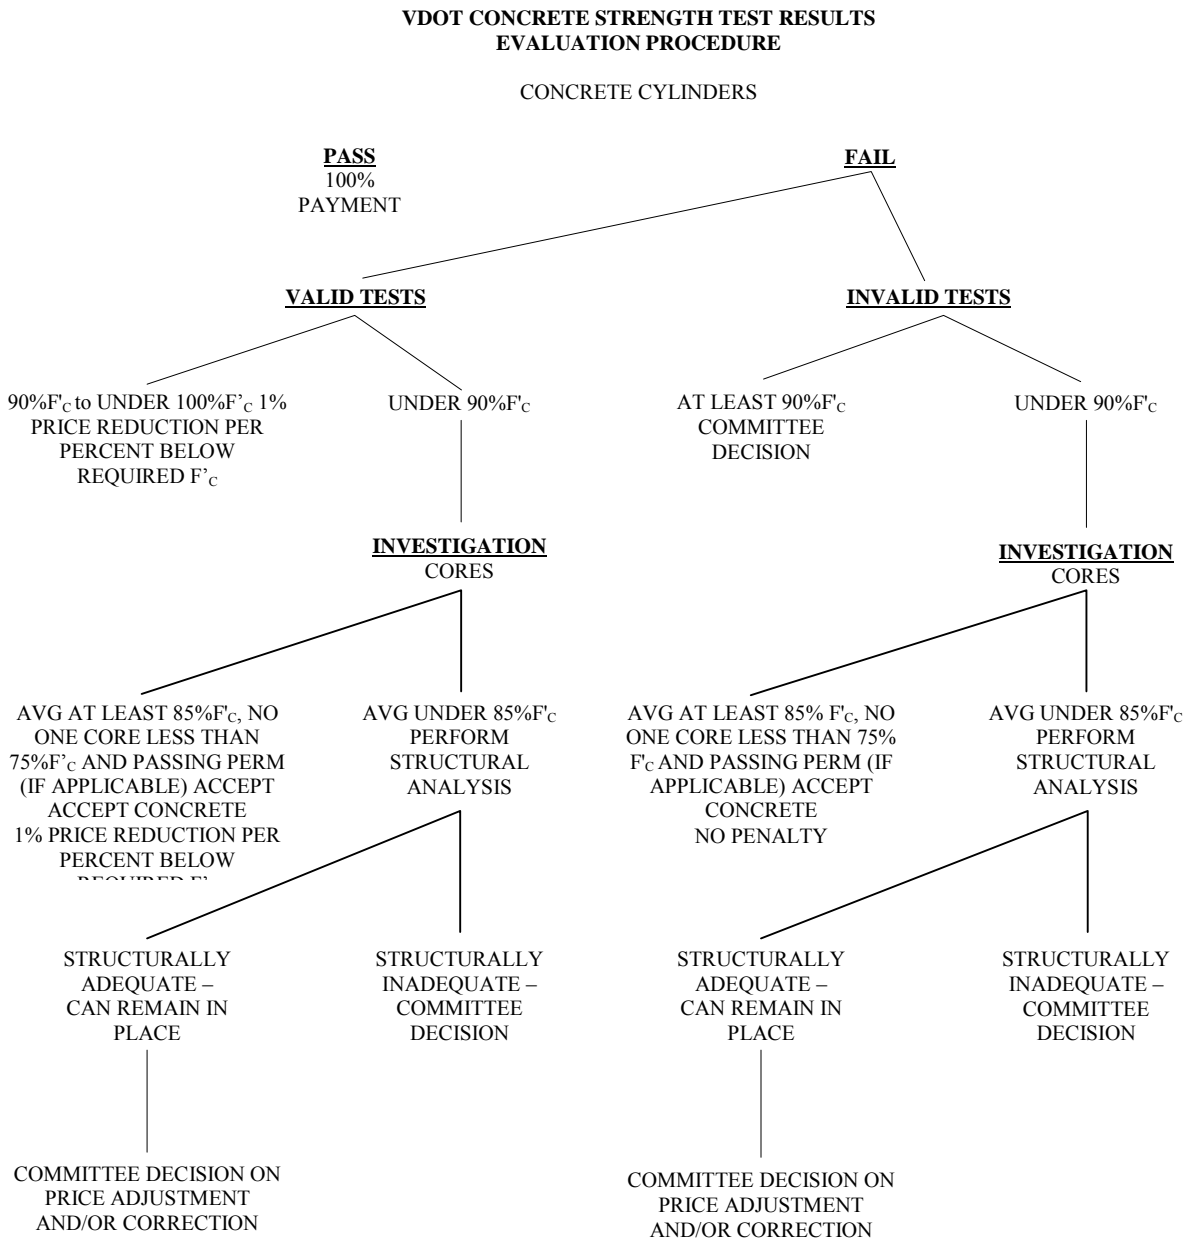 VDOT CONCRETE STRENGTH TEST RESULTS
EVALUATION PROCEDURE
CONCRETE CYLINDERS
PASS
100%
PAYMENT
FAIL
VALID TESTS
INVALID TESTS
90%F'C to UNDER 100%F’C 1%
PRICE REDUCTION PER
PERCENT BELOW
REQUIRED F’C
UNDER 90%F'C
AT LEAST 90%F'C
COMMITTEE
DECISION
UNDER 90%F'C
INVESTIGATION
CORES
INVESTIGATION
CORES
AVG AT LEAST 85%F'C, NO
ONE CORE LESS THAN
75%F’C AND PASSING PERM
(IF APPLICABLE) ACCEPT
ACCEPT CONCRETE
1% PRICE REDUCTION PER
PERCENT BELOW
REQUIRED F’
AVG UNDER 85%F'C
PERFORM
STRUCTURAL
ANALYSIS
AVG AT LEAST 85% F'C, NO
ONE CORE LESS THAN 75%
F'C AND PASSING PERM (IF
APPLICABLE) ACCEPT
CONCRETE
NO PENALTY
AVG UNDER 85%F'C
PERFORM
STRUCTURAL
ANALYSIS
STRUCTURALLY
ADEQUATE –
CAN REMAIN IN
PLACE
STRUCTURALLY
INADEQUATE –
COMMITTEE
DECISION
STRUCTURALLY
ADEQUATE –
CAN REMAIN IN
PLACE
STRUCTURALLY
INADEQUATE –
COMMITTEE
DECISION
COMMITTEE DECISION ON
PRICE ADJUSTMENT
AND/OR CORRECTION
COMMITTEE DECISION ON
PRICE ADJUSTMENT
AND/OR CORRECTION